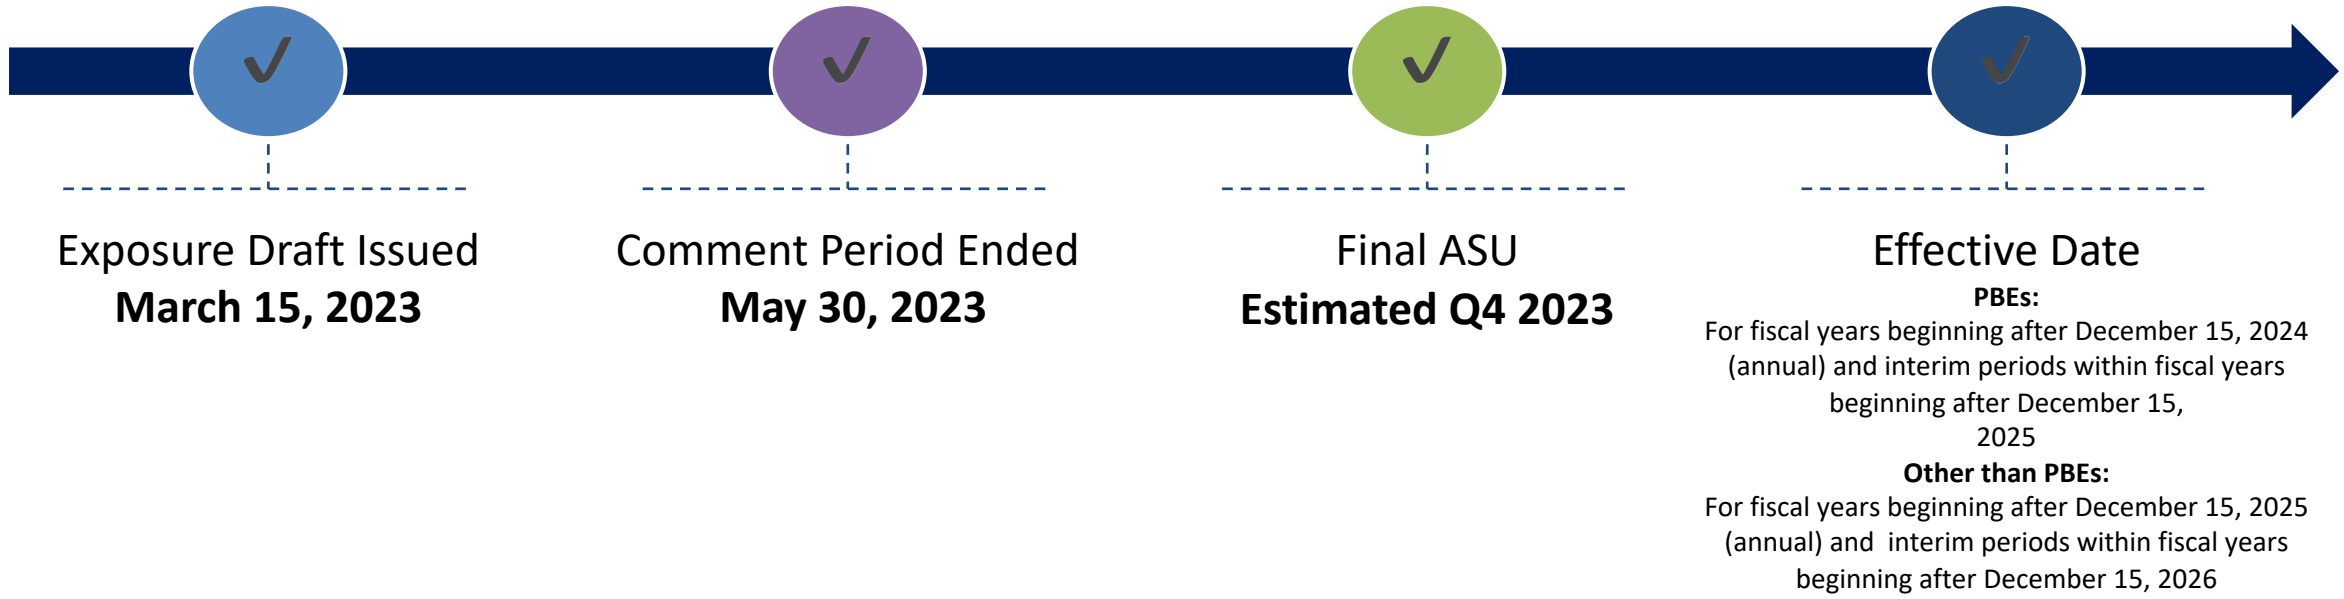 Exposure Draft Issued
March 15, 2023
Comment Period Ended
May 30, 2023
Final ASU
Estimated Q4 2023
Effective Date
PBEs:
For fiscal years beginning after December 15, 2024
(annual) and interim periods within fiscal years
beginning after December 15,
2025
Other than PBEs:
For fiscal years beginning after December 15, 2025
(annual) and  interim periods within fiscal years
beginning after December 15, 2026